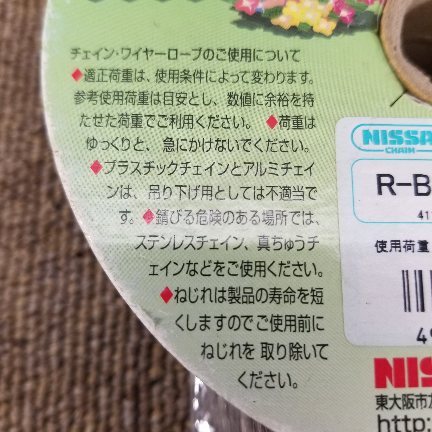 チェイン・ワイヤーロープのご使用について
◆適正荷重は、使用条件によって変わります。
参考使用荷重は目安とし、数値に余裕を持
たせた荷重でご利用ください。◆荷重は
ゆっくりと、急にかけないでください。
◆プラスチックチェインとアルミチェイ
ンは、吊り下げ用としては不適当で
す。◆錆びる危険のある場所では、
ステンレスチェイン、真ちゅうチ
ェインなどをご使用ください。
◆ねじれは製品の寿命を短
くしますのでご使用前に
ねじれを 取り除いて
ください。
NISSA
CHAIN
R-B
41
使用荷重
49
NIS
東大阪市
http: